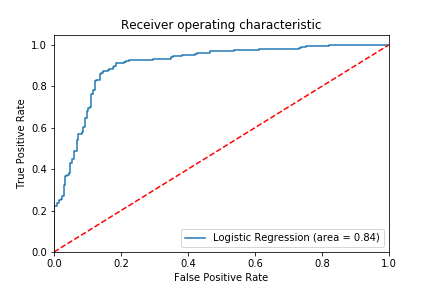 Receiver operating characteristic
True Positive Rate
1.0
0.8
0.6
0.4
0.2
0.0
Logistic Regression (area = 0.84)
0.0 0.2 0.4 0.6 0.8 1.0
False Positive Rate